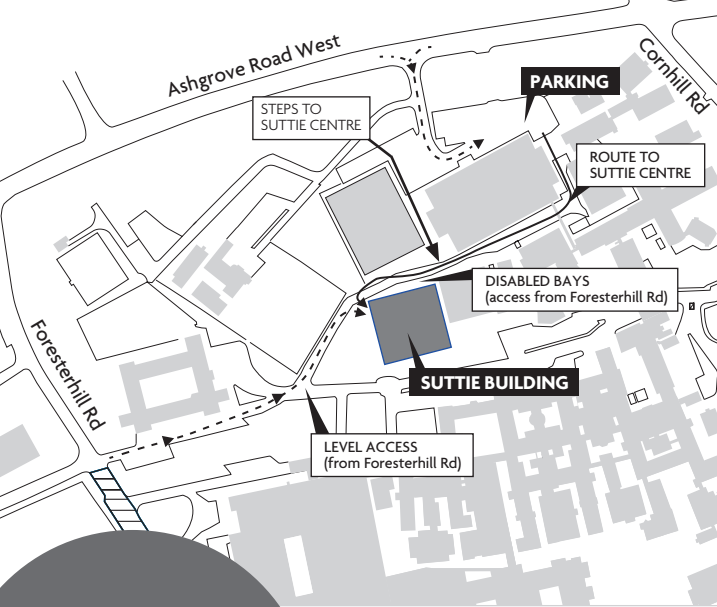 Ashgrove Road West
Cornhill Rd
PARKING
STEPS TO
SUTTIE CENTRE
ROUTE TO
SUTTIE CENTRE
DISABLED BAYS
(access from Foresterhill Rd)
Foresterhill Rd
SUTTIE BUILDING
LEVEL ACCESS
(from Foresterhill Rd)